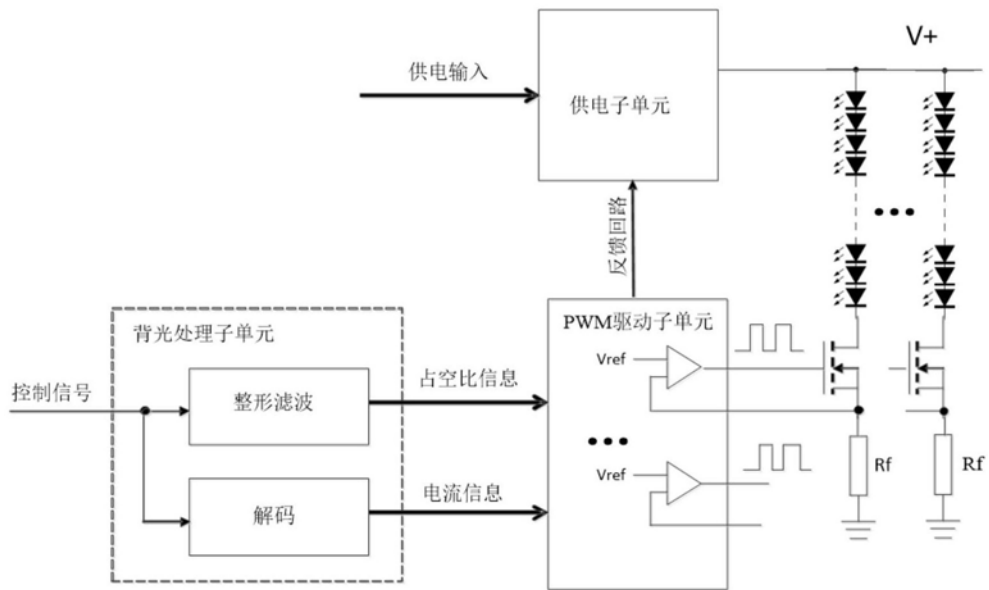 V+
供电输入
供电子单元
反馈回路
背光处理子单元
PWM驱动子单元
Vref
控制信号
整形滤波
占空比信息
Vref
Rf
Rf
解码
电流信息